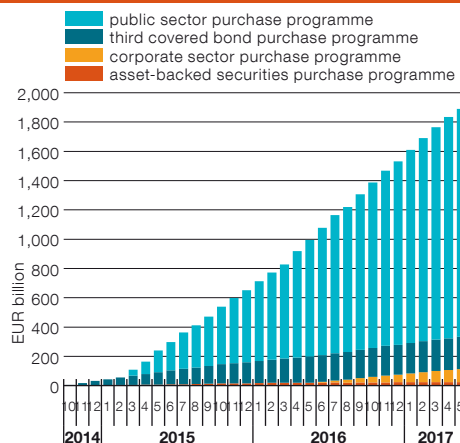 public sector purchase programme
third covered bond purchase programme
corporate sector purchase programme
asset-backed securities purchase programme
2,000
1,800
1,600
1,400
1,200
1,000
800
600
400
200
0
EUR billion
10 11 12 1 2 3 4 5 6 7 8 9 10 11 12 1 2 3 4 5 6 7 8 9 10 11 12 1 2 3 4 5
2014 2015 2016 2017